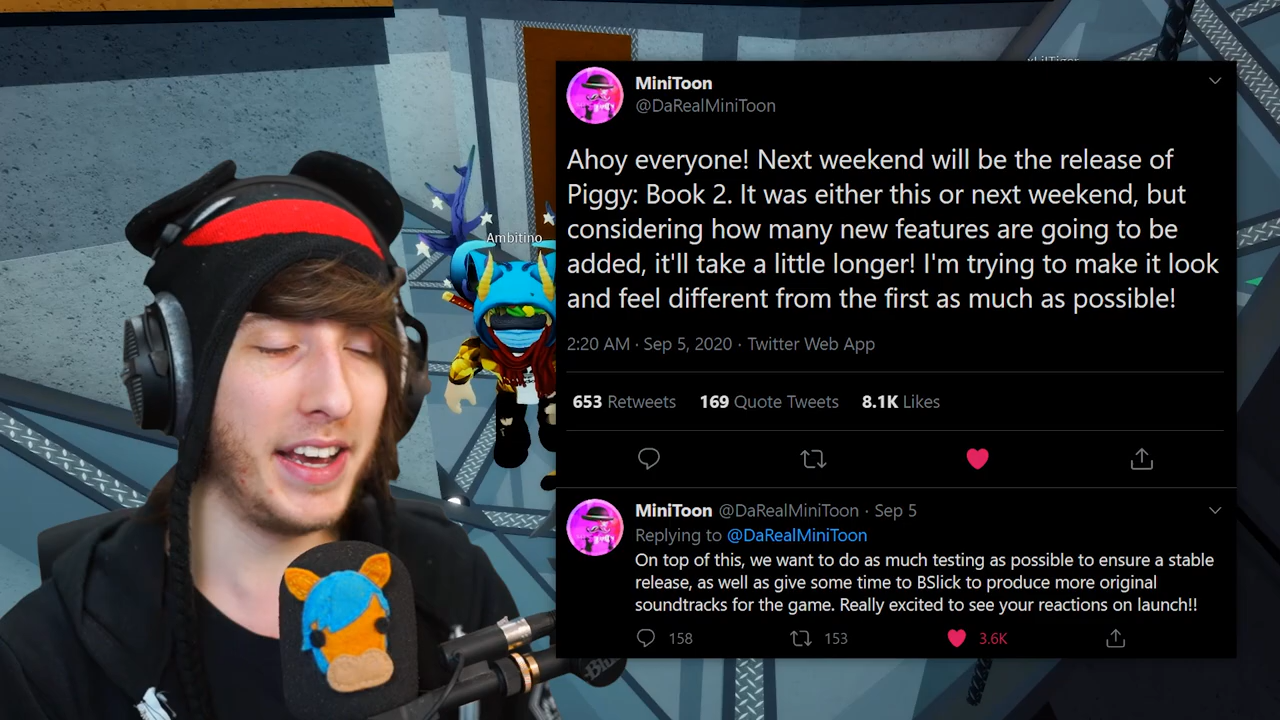 MiniToon
@DaRealMiniToon
Ahoy everyone! Next weekend will be the release of
Piggy: Book 2. It was either this or next weekend, but
considering how many new features are going to be
added, it'll take a little longer! I'm trying to make it look
and feel different from the first as much as possible!
2:20 AM · Sep 5, 2020 · Twitter Web App
653 Retweets 169 Quote Tweets 8.1K Likes
MiniToon @DaRealMiniToon · Sep 5
Replying to @DaRealMiniToon
On top of this, we want to do as much testing as possible to ensure a stable
release, as well as give some time to BSlick to produce more original
soundtracks for the game. Really excited to see your reactions on launch!!
158 153 3.6K
Ambitino